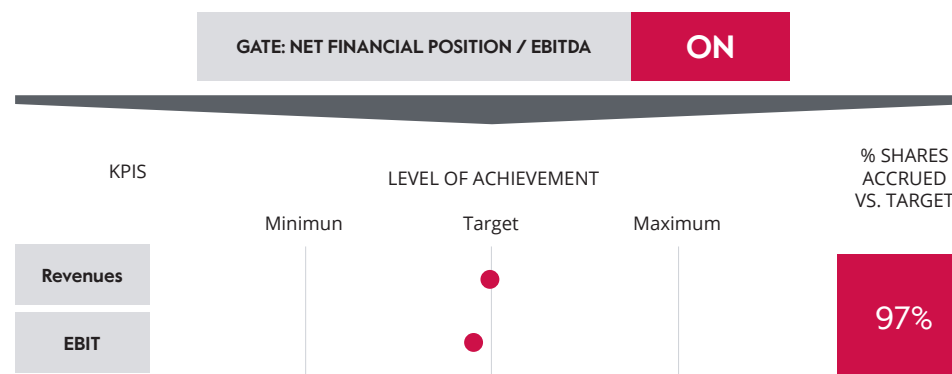 GATE: NET FINANCIAL POSITION / EBITDA
ON
KPIS
LEVEL OF ACHIEVEMENT
% SHARES
ACCRUED
VS. TARGET
Minimun
Target
Maximum
Revenues
EBIT
97%